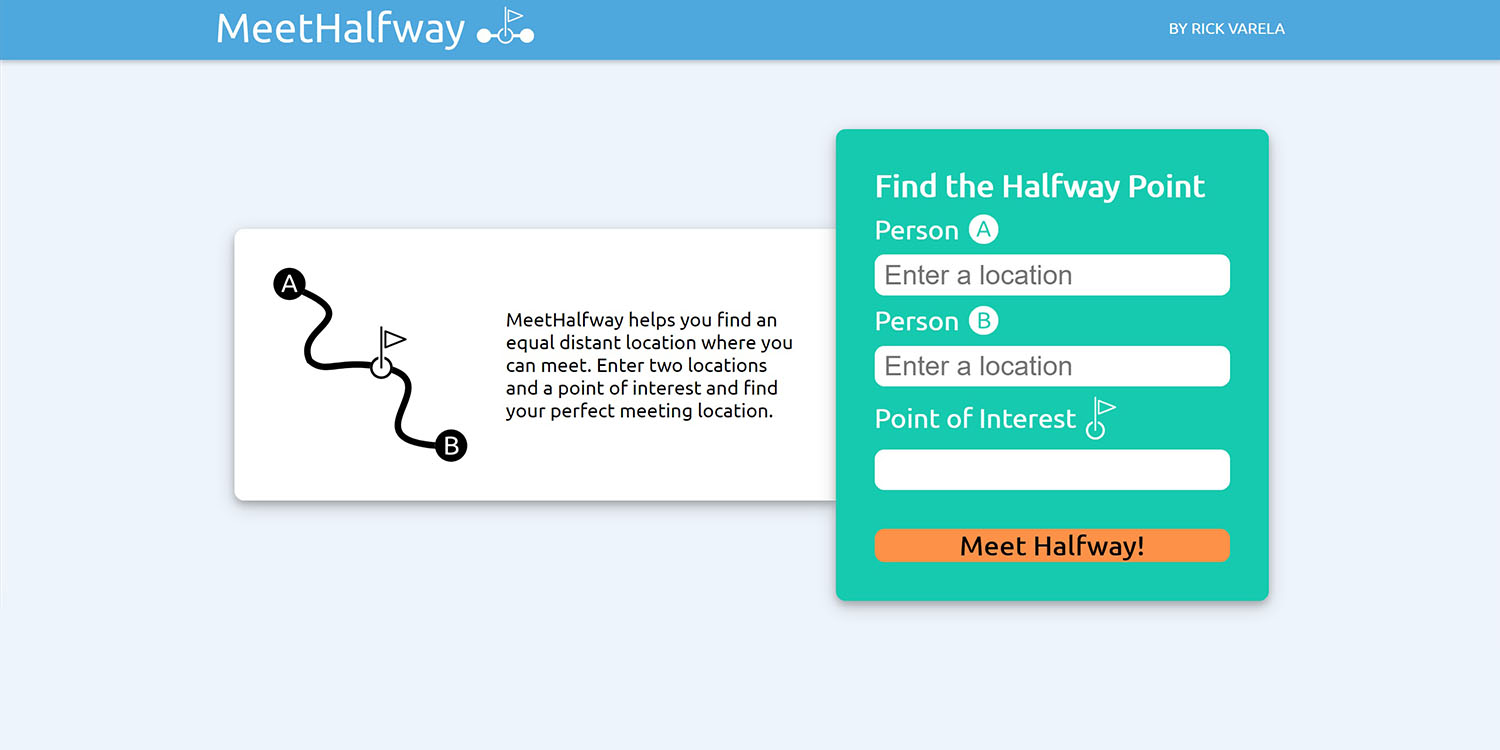 MeetHalfway
BY RICK VARELA
A
B
MeetHalfway helps you find an
equal distant location where you
can meet. Enter two locations
and a point of interest and find
your perfect meeting location.
Find the Halfway Point
Person A
Enter a location
Person B
Enter a location
Point of Interest
Meet Halfway!